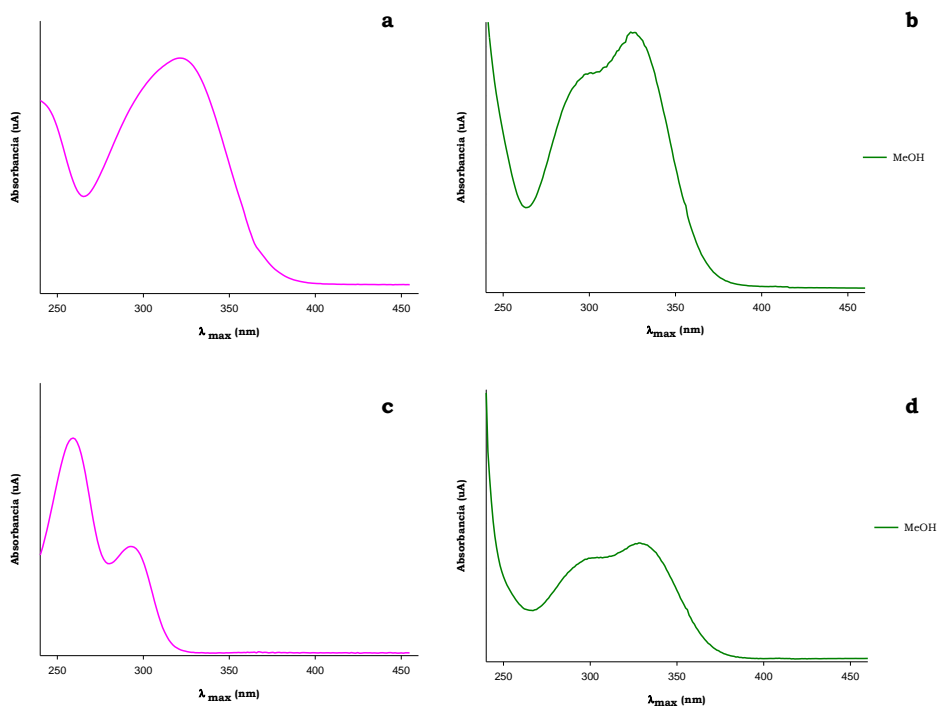 a
Absorbancia (uA)
250 300 350 400 450
λ max (nm)
b
Absorbancia (uA)
MeOH
250 300 350 400 450
λmax (nm)
c
Absorbancia (uA)
250 300 350 400 450
λ max (nm)
d
Absorbancia (uA)
MeOH
250 300 350 400 450
λmax (nm)